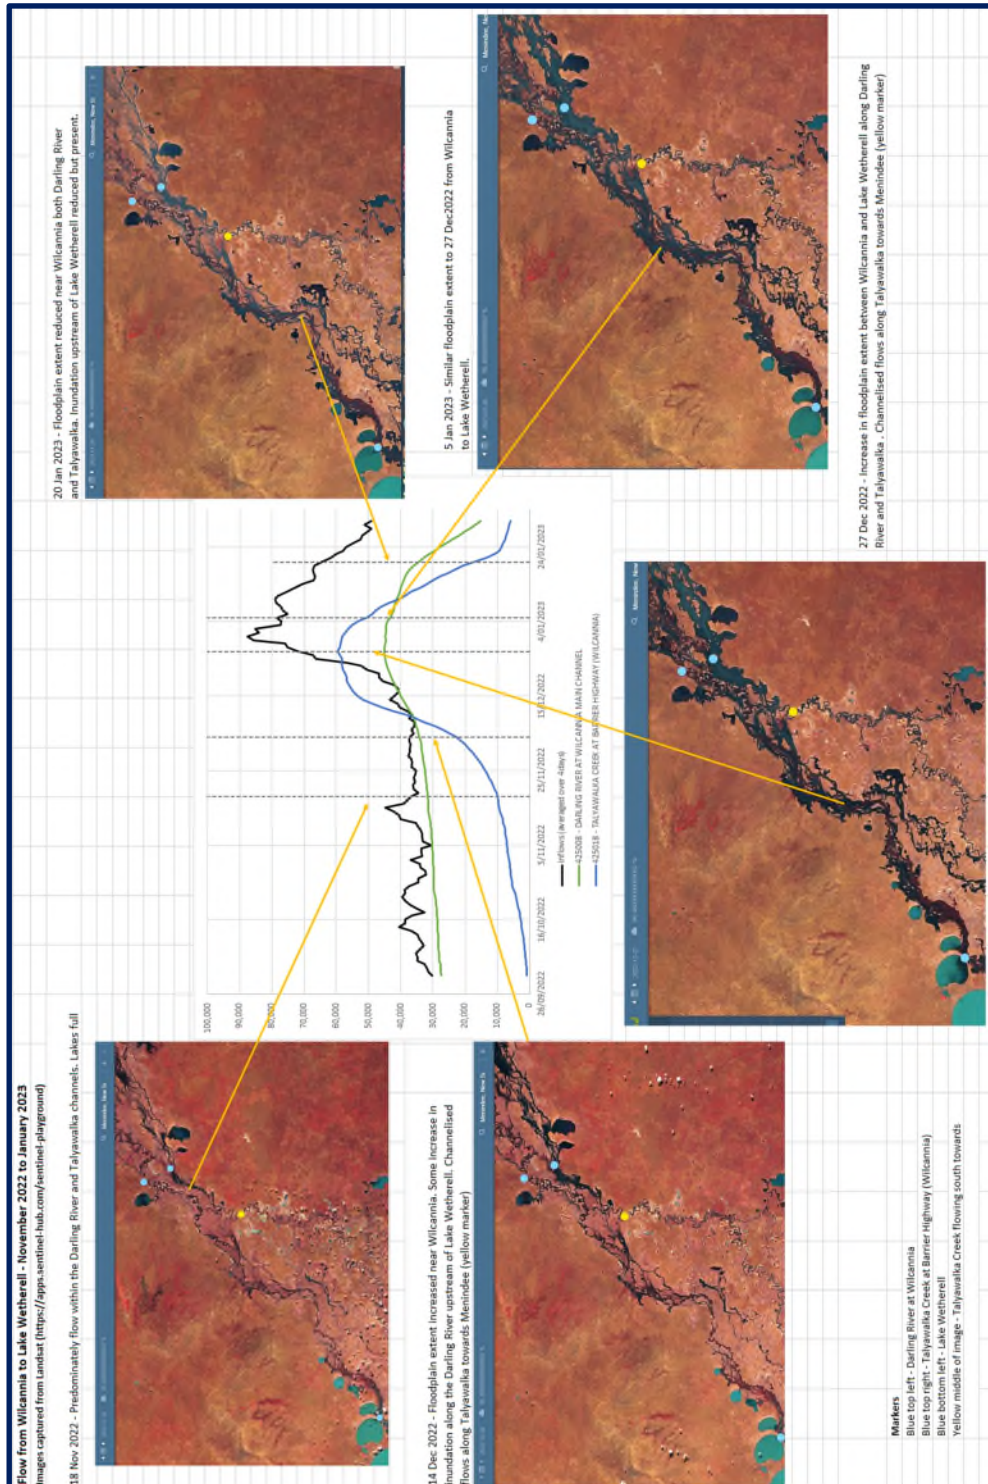 Flow from Wilcannia to Lake Wetherell - November 2022 to January 2023
Images captured from Landsat (https://apps.sentinel-hub.com/sentinel-playground)
18 Nov 2022 - Predominately flow within the Darling River and Talyawalka channels. Lakes full
14 Dec 2022 - Floodplain extent increased near Wilcannia. Some increase in
inundation along the Darling River upstream of Lake Wetherell. Channelised
flows along Talyawalka towards Menindee (yellow marker)
Markers
Blue top left - Darling River at Wilcannia
Blue top right - Talyawalka Creek at Barrier Highway (Wilcannia)
Blue bottom left - Lake Wetherell
Yellow middle of image - Talyawalka Creek flowing south towards
100,000
90,000
80,000
70,000
60,000
50,000
40,000
30,000
20,000
10,000
0
26/09/2022
16/10/2022
5/11/2022
25/11/2022
15/12/2022
4/01/2023
24/01/2023
Inflows (averaged over 4days)
425008 - DARLING RIVER AT WILCANNIA MAIN CHANNEL
425018 - TALYAWALKA CREEK AT BARRIER HIGHWAY (WILCANNIA)
20 Jan 2023 - Floodplain extent reduced near Wilcannia both Darling River
and Talyawalka. Inundation upstream of Lake Wetherell reduced but present.
5 Jan 2023 - Similar floodplain extent to 27 Dec2022 from Wilcannia
to Lake Wetherell.
27 Dec 2022 - Increase in floodplain extent between Wilcannia and Lake Wetherell along Darling
River and Talyawalka . Channelised flows along Talyawalka towards Menindee (yellow marker)